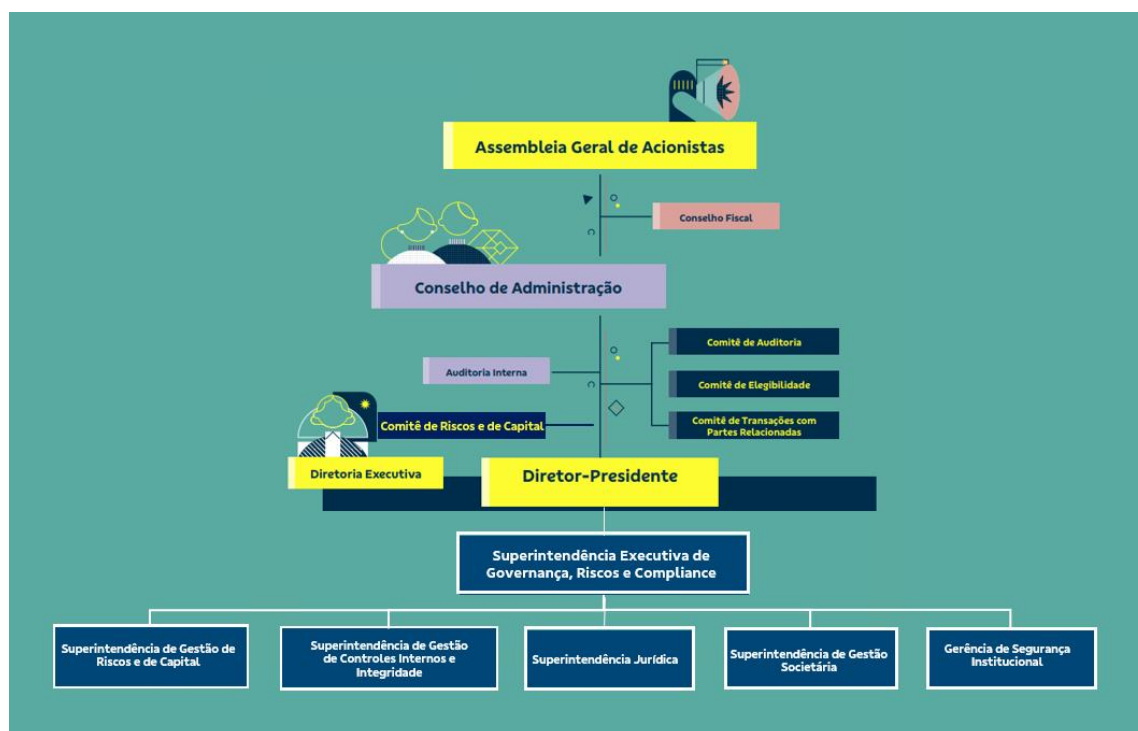 Assembleia Geral de Acionistas
Conselho Fiscal
Conselho de Administração
Comitê de Auditoria
Auditoria Interna
Comitê de Elegibilidade
Comitê de Riscos e de Capital
Comitê de Transações com
Partes Relacionadas
Diretoria Executiva
Diretor-Presidente
Superintendência Executiva de
Governança, Riscos e Compliance
Superintendência de Gestão de
Riscos e de Capital
Superintendência de Gestão
de Controles Internos e
Integridade
Superintendência Jurídica
Superintendência de Gestão
Societária
Gerência de Segurança
Institucional